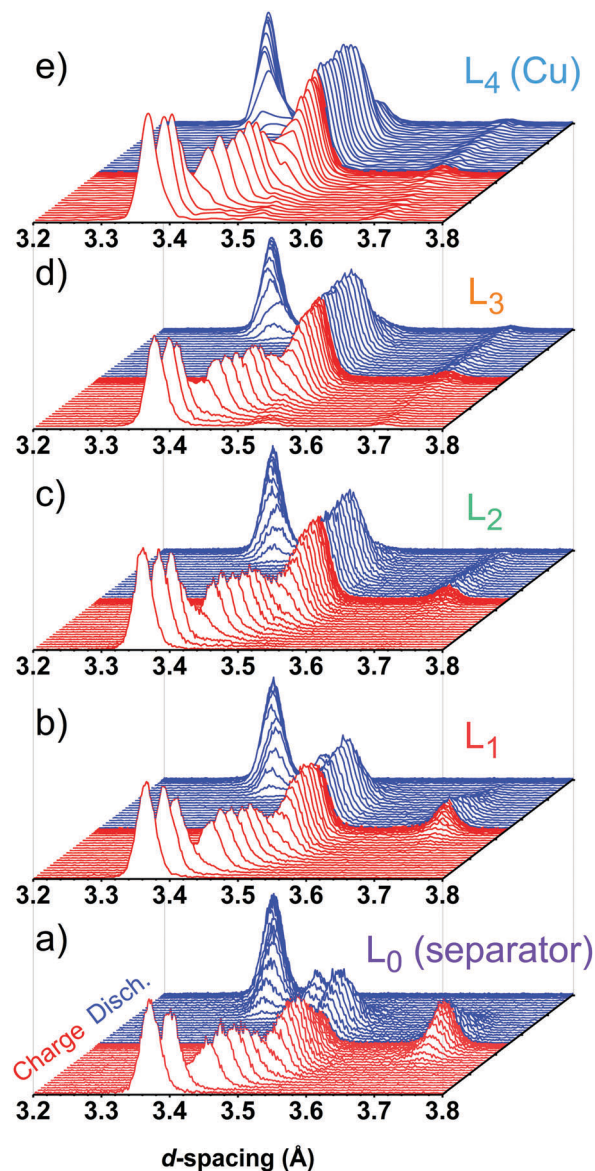 e)
L4 (Cu)
3.2 3.3 3.4 3.5 3.6 3.7 3.8
d)
L3
3.2 3.3 3.4 3.5 3.6 3.7 3.8
c)
L2
3.2 3.3 3.4 3.5 3.6 3.7 3.8
b)
L1
3.2 3.3 3.4 3.5 3.6 3.7 3.8
a)
L0 (separator)
Charge Disch.
3.2 3.3 3.4 3.5 3.6 3.7 3.8
d-spacing (Å)